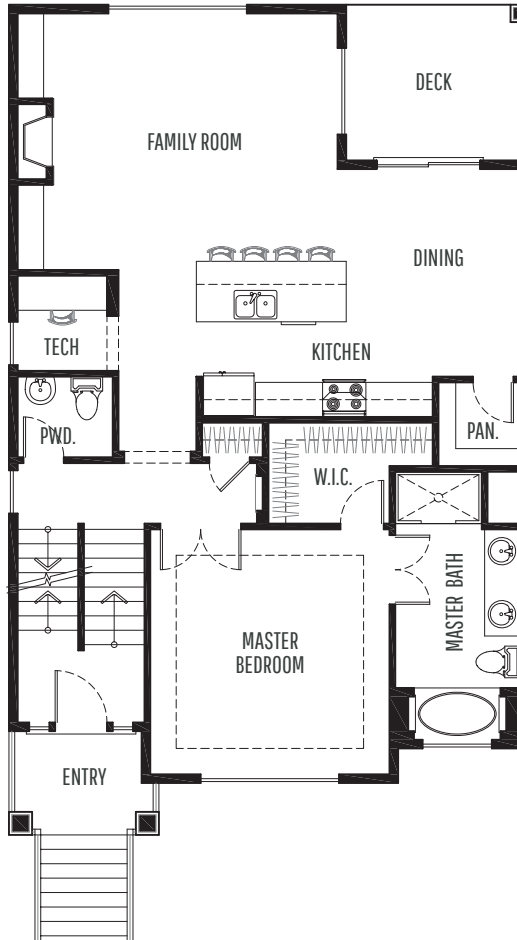 DECK
FAMILY ROOM
DINING
TECH
KITCHEN
PWD.
PAN.
W.I.C.
MASTER BATH
MASTER
BEDROOM
ENTRY